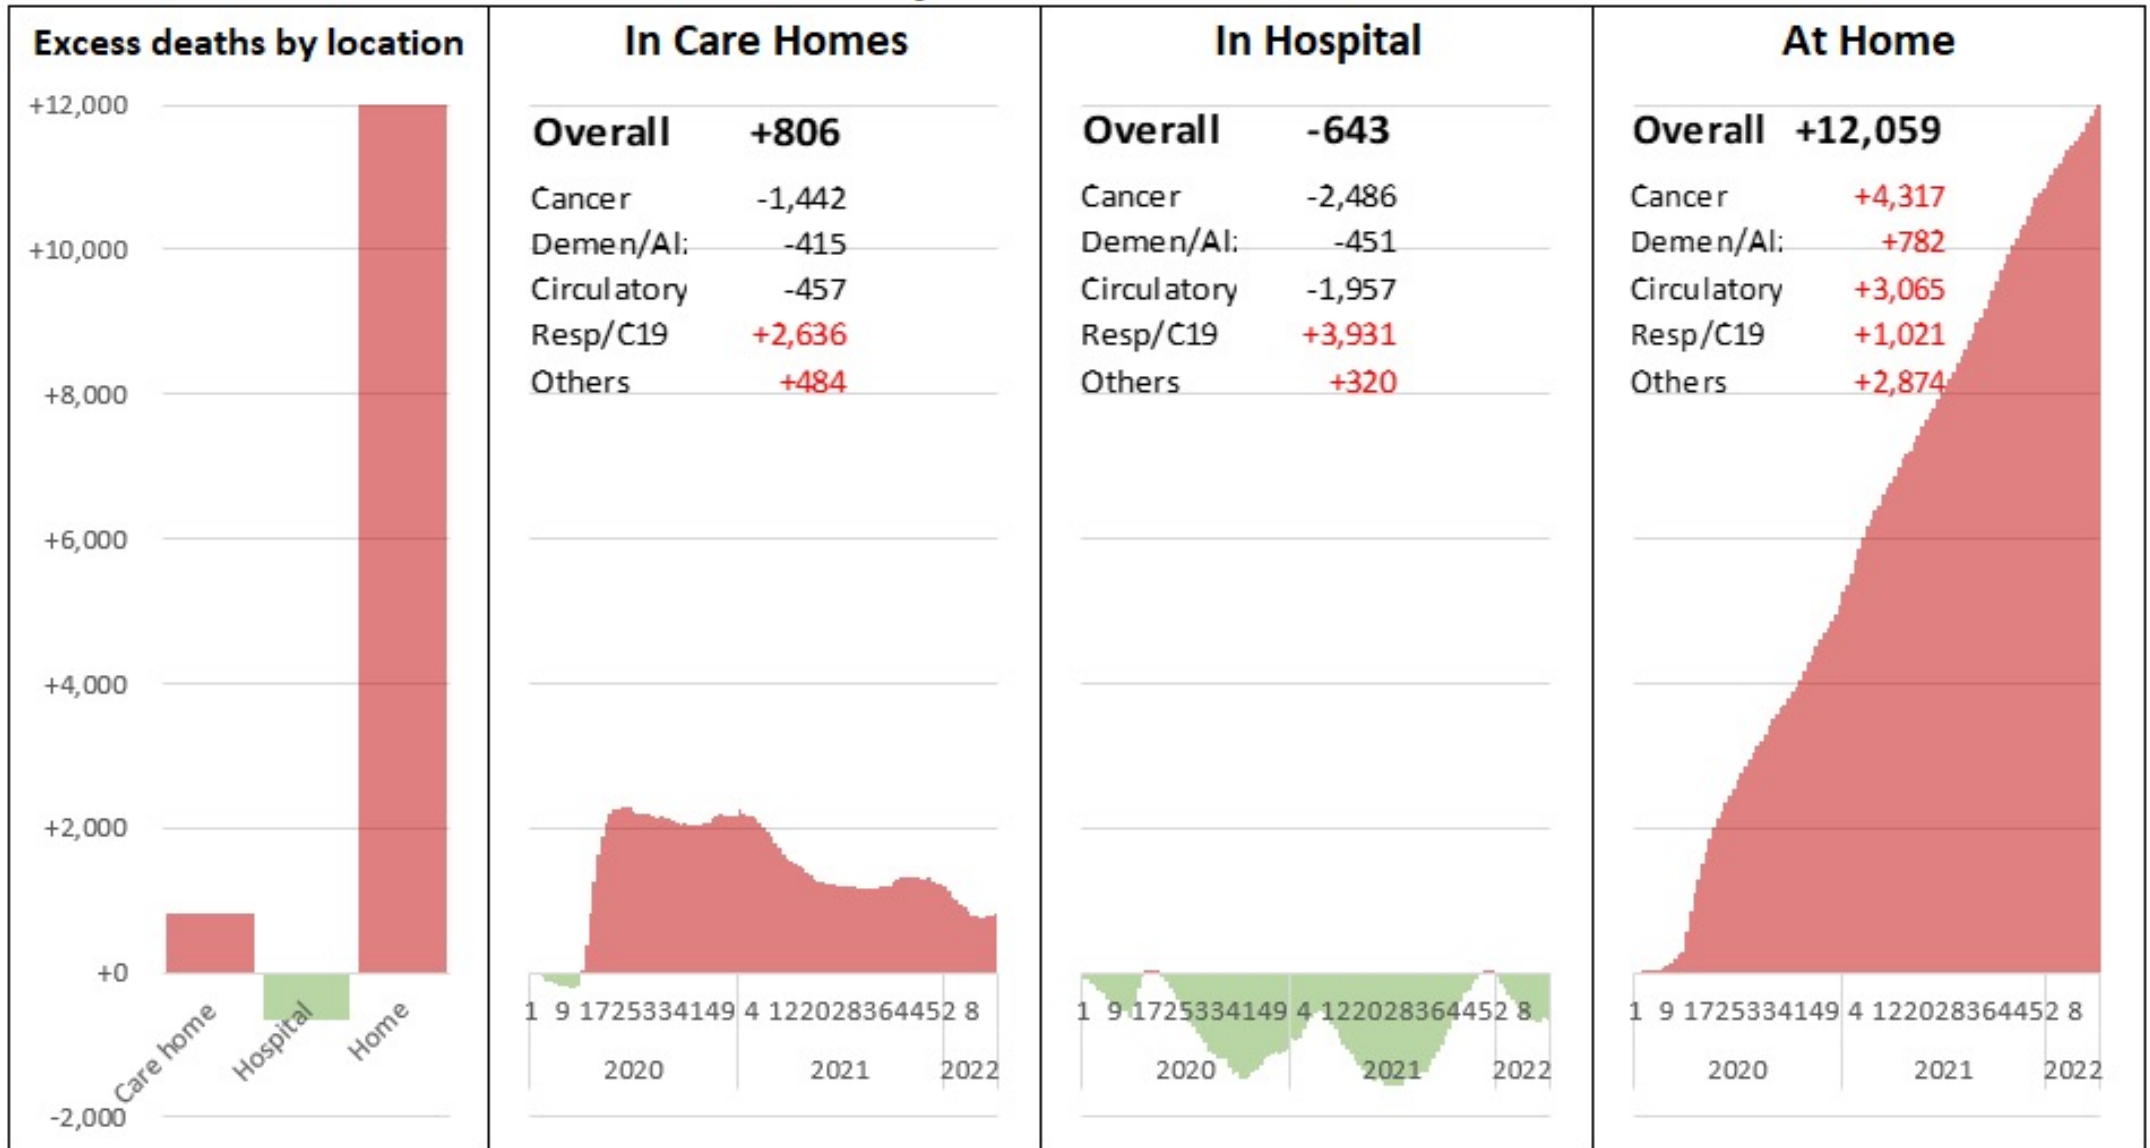 Excess deaths by location
+12,000
+10,000
+8,000
+6,000
+4,000
+2,000
+0
-2,000
Care home
Hospital
Home
In Care Homes
Overall +806
Cancer -1,442
Demen/Al: -415
Circulatory -457
Resp/C19 +2,636
Others +484
1 9 1725334149 4 122028364452 8
2020 2021 2022
In Hospital
Overall -643
Cancer -2,486
Demen/Al: -451
Circulatory -1,957
Resp/C19 +3,931
Others +320
1 9 1725334149 4 122028364452 8
2020 2021 2022
At Home
Overall +12,059
Cancer +4,317
Demen/Al: +782
Circulatory +3,065
Resp/C19 +1,021
Others +2,874
1 9 1725334149 4 122028364452 8
2020 2021 2022